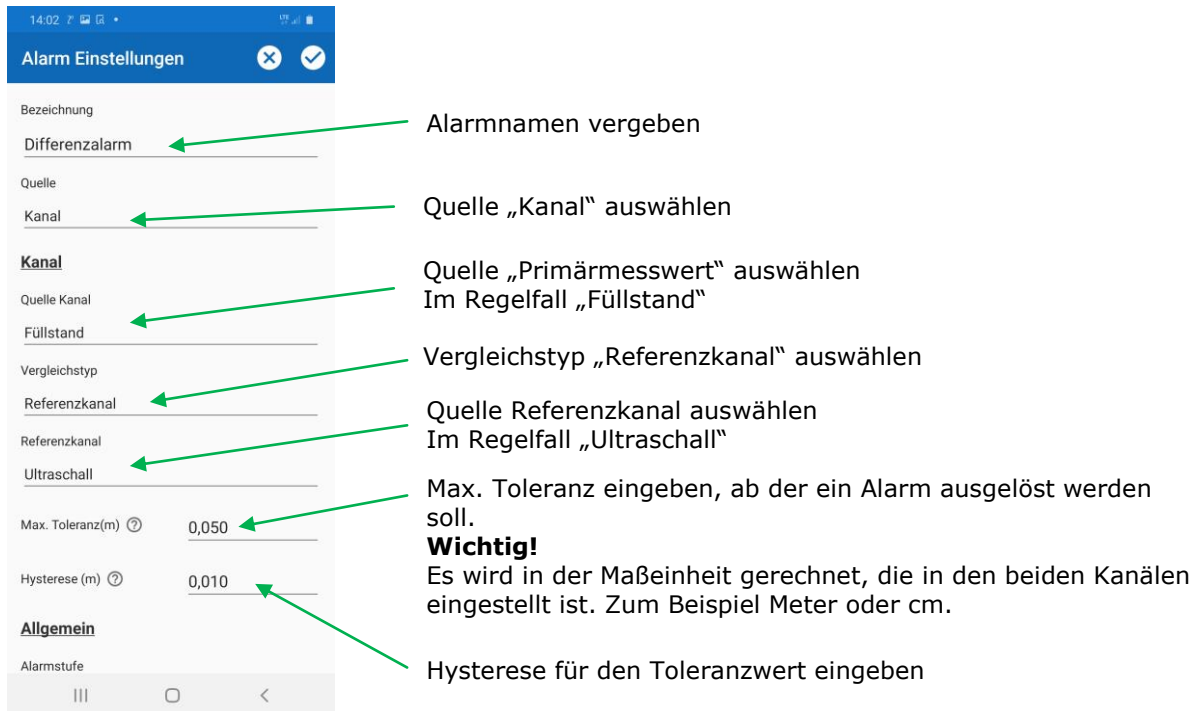 14:02
Alarm Einstellungen
Bezeichnung
Differenzalarm
Quelle
Kanal
Kanal
Quelle Kanal
Füllstand
Vergleichstyp
Referenzkanal
Referenzkanal
Ultraschall
Max. Toleranz(m) ?
0,050
Hysterese (m) ?
0,010
Allgemein
Alarmstufe
Alarmnamen vergeben
Quelle „Kanal“ auswählen
Quelle „Primärmesswert“ auswählen
Im Regelfall „Füllstand“
Vergleichstyp „Referenzkanal“ auswählen
Quelle Referenzkanal auswählen
Im Regelfall „Ultraschall“
Max. Toleranz eingeben, ab der ein Alarm ausgelöst werden
soll.
Wichtig!
Es wird in der Maßeinheit gerechnet, die in den beiden Kanälen
eingestellt ist. Zum Beispiel Meter oder cm.
Hysterese für den Toleranzwert eingeben